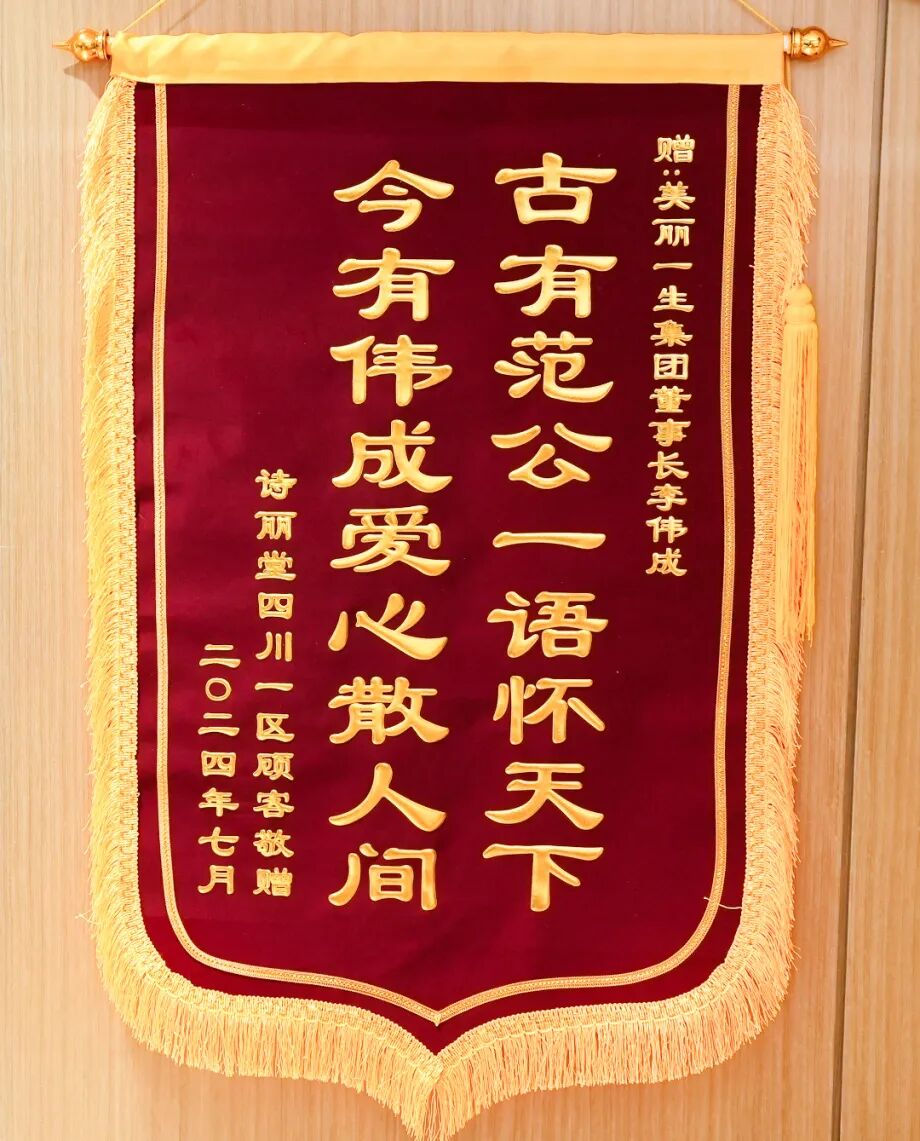 赠:美丽一生集团董事长李伟成
古有范公一语怀天下
今有伟成爱心散人间
诗丽堂四川一区顾客敬赠
二〇二四年七月